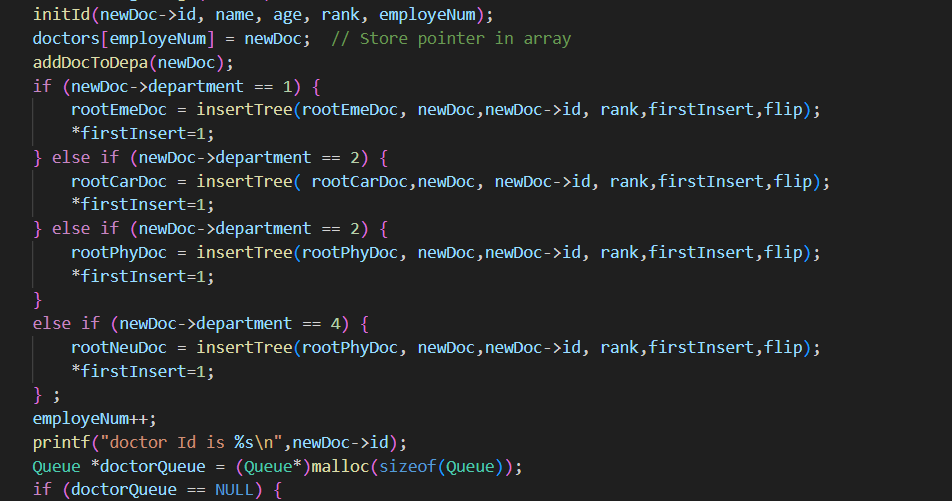 initId(newDoc->id, name, age, rank, employeNum);
doctors[employeNum] = newDoc;  // Store pointer in array
addDocToDepa(newDoc);
if (newDoc->department == 1) {
    rootEmeDoc = insertTree(rootEmeDoc, newDoc,newDoc->id, rank,firstInsert,flip);
    *firstInsert=1;
} else if (newDoc->department == 2) {
    rootCarDoc = insertTree( rootCarDoc,newDoc, newDoc->id, rank,firstInsert,flip);
    *firstInsert=1;
} else if (newDoc->department == 2) {
    rootPhyDoc = insertTree(rootPhyDoc, newDoc,newDoc->id, rank,firstInsert,flip);
    *firstInsert=1;
}
else if (newDoc->department == 4) {
    rootNeuDoc = insertTree(rootPhyDoc, newDoc,newDoc->id, rank,firstInsert,flip);
    *firstInsert=1;
} ;
employeNum++;
printf("doctor Id is %s\n",newDoc->id);
Queue *doctorQueue = (Queue*)malloc(sizeof(Queue));
if (doctorQueue == NULL) {